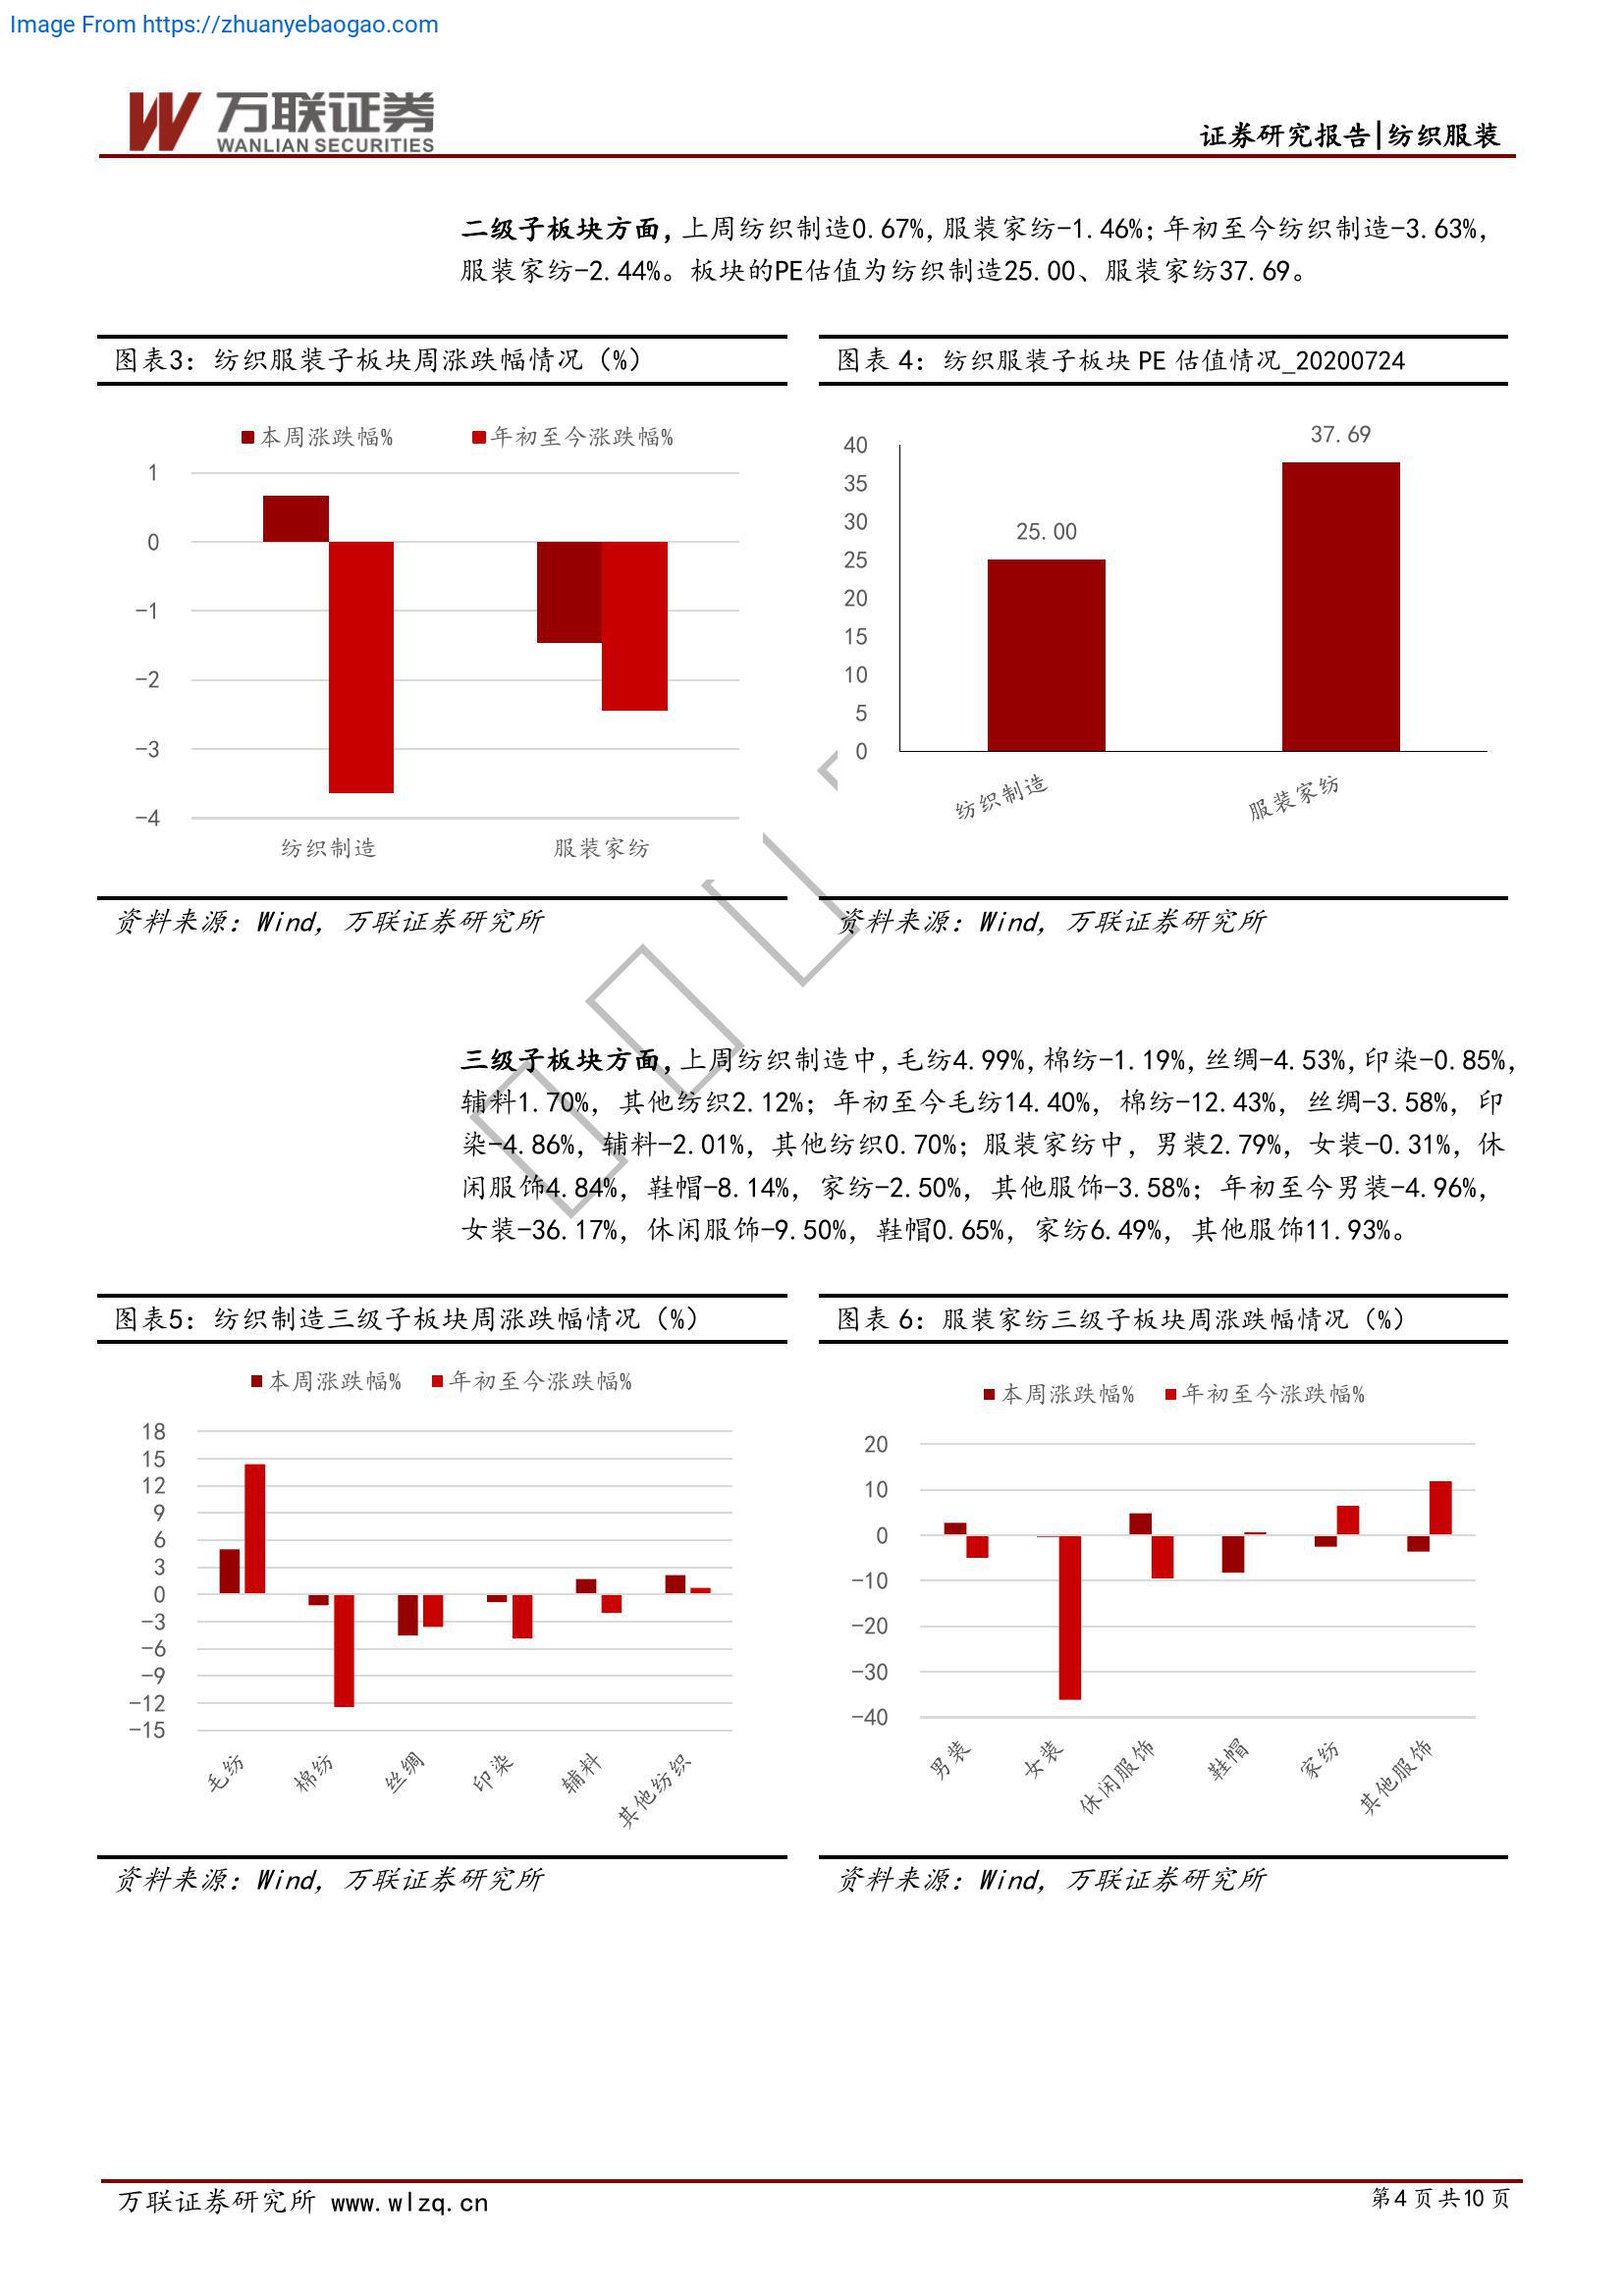 Image From https://zhuanyebaogao.com
万联证券
WANLIAN SECURITIES
证券研究报告|纺织服装
二级子板块方面,上周纺织制造0.67%,服装家纺-1.46%;年初至今纺织制造-3.63%,
服装家纺-2.44%。板块的PE估值为纺织制造25.00、服装家纺37.69。
图表3：纺织服装子板块周涨跌幅情况（%）
本周涨跌幅% 年初至今涨跌幅%
1
0
-1
-2
-3
-4
纺织制造 服装家纺
资料来源：Wind, 万联证券研究所
图表 4：纺织服装子板块 PE 估值情况_20200724
40
35
30
25
20
15
10
5
0
25.00
37.69
纺织制造 服装家纺
资料来源：Wind, 万联证券研究所
三级子板块方面,上周纺织制造中,毛纺4.99%,棉纺-1.19%,丝绸-4.53%,印染-0.85%,
辅料1.70%, 其他纺织2.12%; 年初至今毛纺14.40%, 棉纺-12.43%, 丝绸-3.58%, 印
染-4.86%, 辅料-2.01%, 其他纺织0.70%; 服装家纺中, 男装2.79%, 女装-0.31%, 休
闲服饰4.84%, 鞋帽-8.14%, 家纺-2.50%, 其他服饰-3.58%; 年初至今男装-4.96%,
女装-36.17%, 休闲服饰-9.50%, 鞋帽0.65%, 家纺6.49%, 其他服饰11.93%。
图表5：纺织制造三级子板块周涨跌幅情况（%）
本周涨跌幅% 年初至今涨跌幅%
18
15
12
9
6
3
0
-3
-6
-9
-12
-15
毛纺 棉纺 丝绸 印染 辅料 其他纺织
资料来源：Wind, 万联证券研究所
图表 6：服装家纺三级子板块周涨跌幅情况（%）
本周涨跌幅% 年初至今涨跌幅%
20
10
0
-10
-20
-30
-40
男装 女装 休闲服饰 鞋帽 家纺 其他服饰
资料来源：Wind, 万联证券研究所
万联证券研究所 www.wlzq.cn
第4 页 共10 页